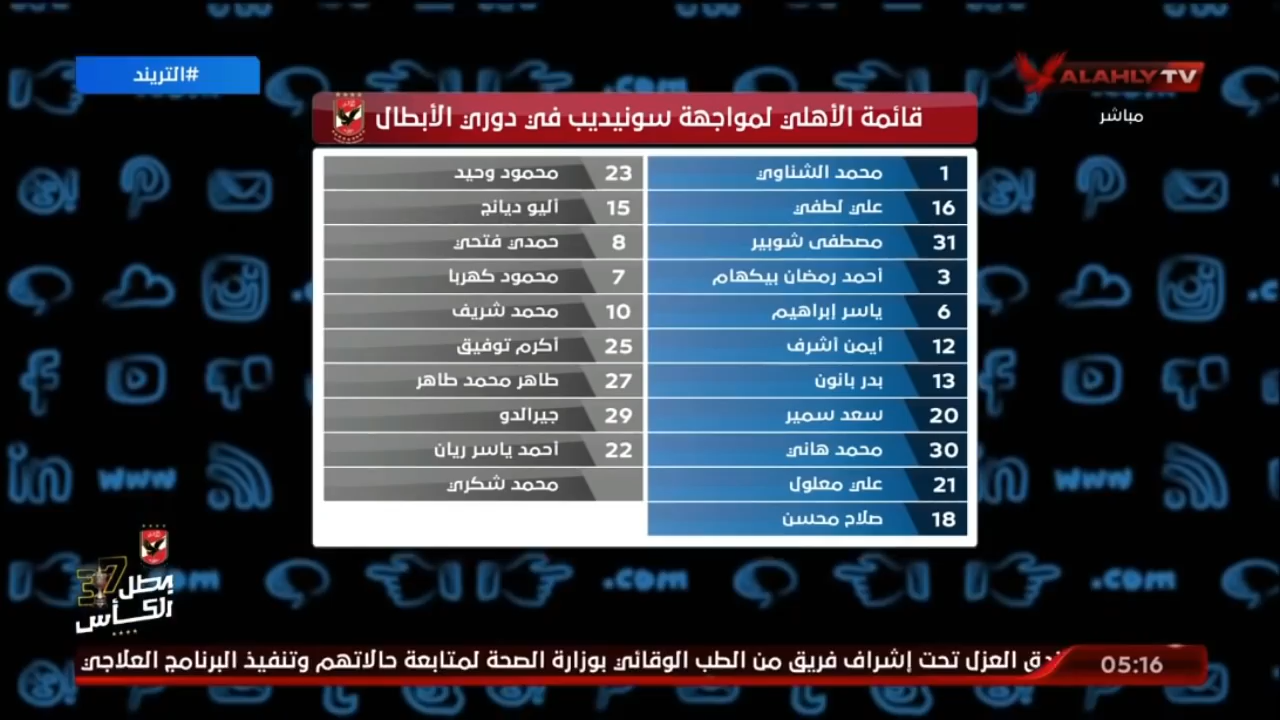 #التريند
ALAHLY TV
مباشر
قائمة الأهلي لمواجهة سونيديب في دوري الأبطال
1 محمد الشناوي
16 علي لطفي
31 مصطفى شوبير
3 أحمد رمضان بيكهام
6 ياسر إبراهيم
12 أيمن أشرف
13 بدر بانون
20 سعد سمير
30 محمد هاني
21 علي معلول
18 صلاح محسن
23 محمود وحيد
15 أليو ديانج
8 حمدي فتحي
7 محمود كهربا
10 محمد شريف
25 أكرم توفيق
27 طاهر محمد طاهر
29 جيرالدو
22 أحمد ياسر ريان
محمد شكري
37 بطل
الكأس
العزل تحت إشراف فريق من الطب الوقائي بوزارة الصحة لمتابعة حالاتهم وتنفيذ البرنامج العلاجي
05:16
www
.com